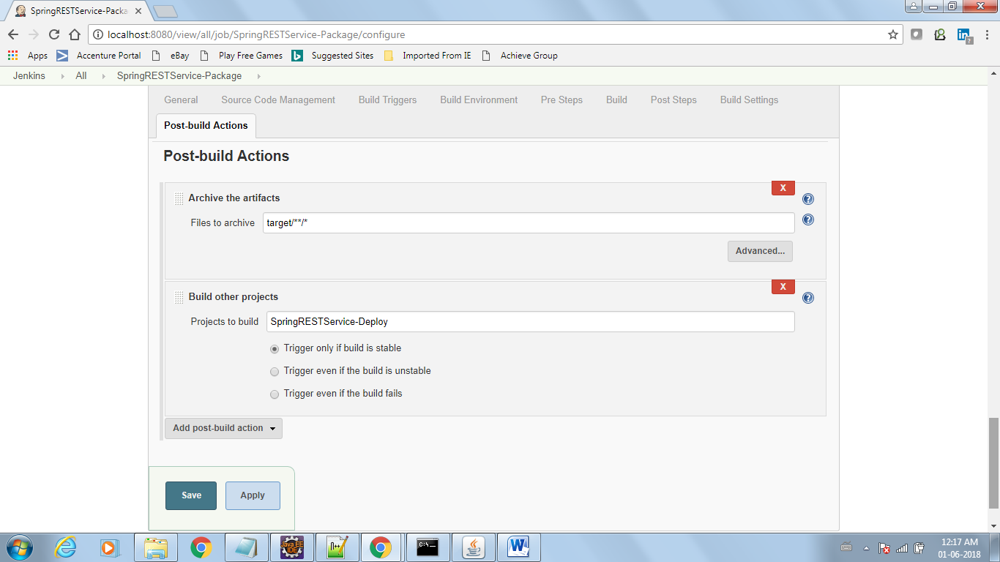 SpringRESTService-Packa
localhost:8080/view/all/job/SpringRESTService-Package/configure
Apps Accenture Portal eBay Play Free Games Suggested Sites Imported From IE Achieve Group
Jenkins All SpringRESTService-Package
General Source Code Management Build Triggers Build Environment Pre Steps Build Post Steps Build Settings
Post-build Actions
Post-build Actions
X
Archive the artifacts ?
Files to archive target/**/* ?
Advanced...
X
Build other projects ?
Projects to build SpringRESTService-Deploy
Trigger only if build is stable
Trigger even if the build is unstable
Trigger even if the build fails
Add post-build action
Save Apply
12:17 AM
01-06-2018